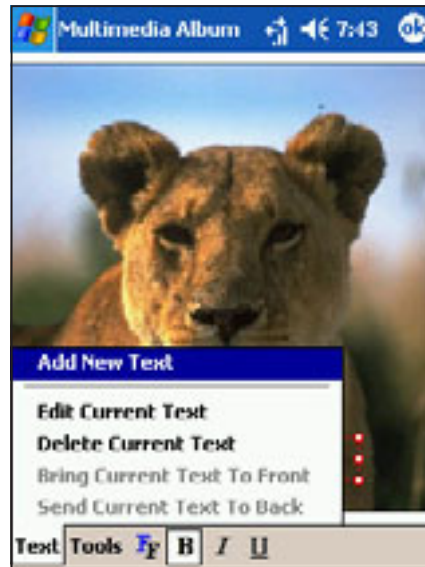 Multimedia Album 7:43 ok
Add New Text
Edit Current Text
Delete Current Text
Bring Current Text To Front
Send Current Text To Back
Text Tools FF B I U